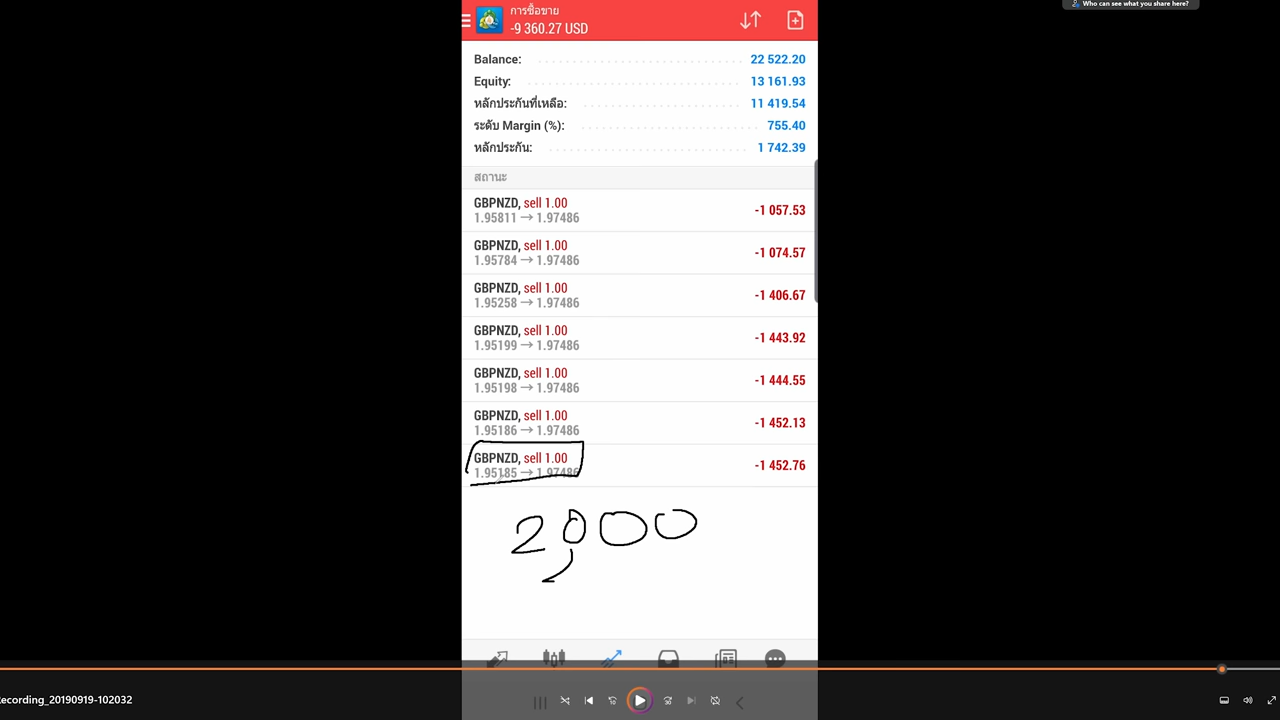 Who can see what you share here?
การซื้อขาย
-9 360.27 USD
Balance: 22 522.20
Equity: 13 161.93
หลักประกันที่เหลือ: 11 419.54
ระดับ Margin (%): 755.40
หลักประกัน: 1 742.39
สถานะ
GBPNZD, sell 1.00
1.95811 → 1.97486
-1 057.53
GBPNZD, sell 1.00
1.95784 → 1.97486
-1 074.57
GBPNZD, sell 1.00
1.95258 → 1.97486
-1 406.67
GBPNZD, sell 1.00
1.95199 → 1.97486
-1 443.92
GBPNZD, sell 1.00
1.95198 → 1.97486
-1 444.55
GBPNZD, sell 1.00
1.95186 → 1.97486
-1 452.13
GBPNZD, sell 1.00
1.95185 → 1.97486
-1 452.76
2,000
10
30
ecording_20190919-102032